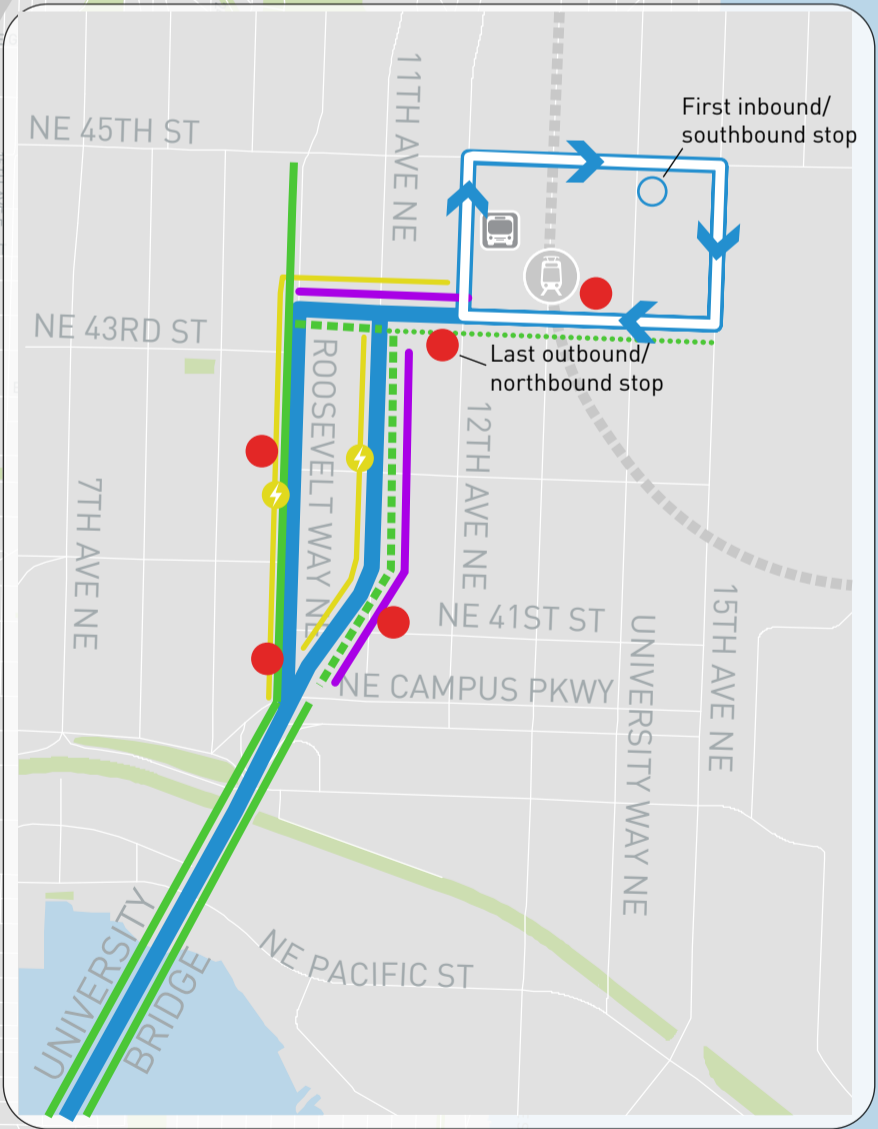 NE 45TH ST
11TH AVE NE
First inbound/
southbound stop
NE 43RD ST
Last outbound/
northbound stop
ROOSEVELT WAY NE
12TH AVE NE
7TH AVE NE
NE 41ST ST
15TH AVE NE
UNIVERSITY WAY NE
NE CAMPUS PKWY
UNIVERSITY
BRIDGE
NE PACIFIC ST